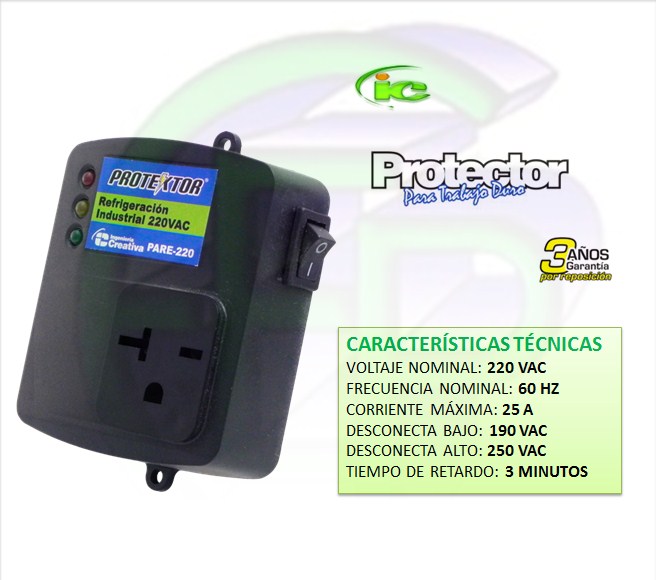 ic
Protector
Para Trabajo Duro
PROTEXTOR
Refrigeración
Industrial 220VAC
Ingeniería
Creativa PARE-220
3 AÑOS
Garantía
por reposición
CARACTERÍSTICAS TÉCNICAS
VOLTAJE NOMINAL: 220 VAC
FRECUENCIA NOMINAL: 60 HZ
CORRIENTE MÁXIMA: 25 A
DESCONECTA BAJO: 190 VAC
DESCONECTA ALTO: 250 VAC
TIEMPO DE RETARDO: 3 MINUTOS